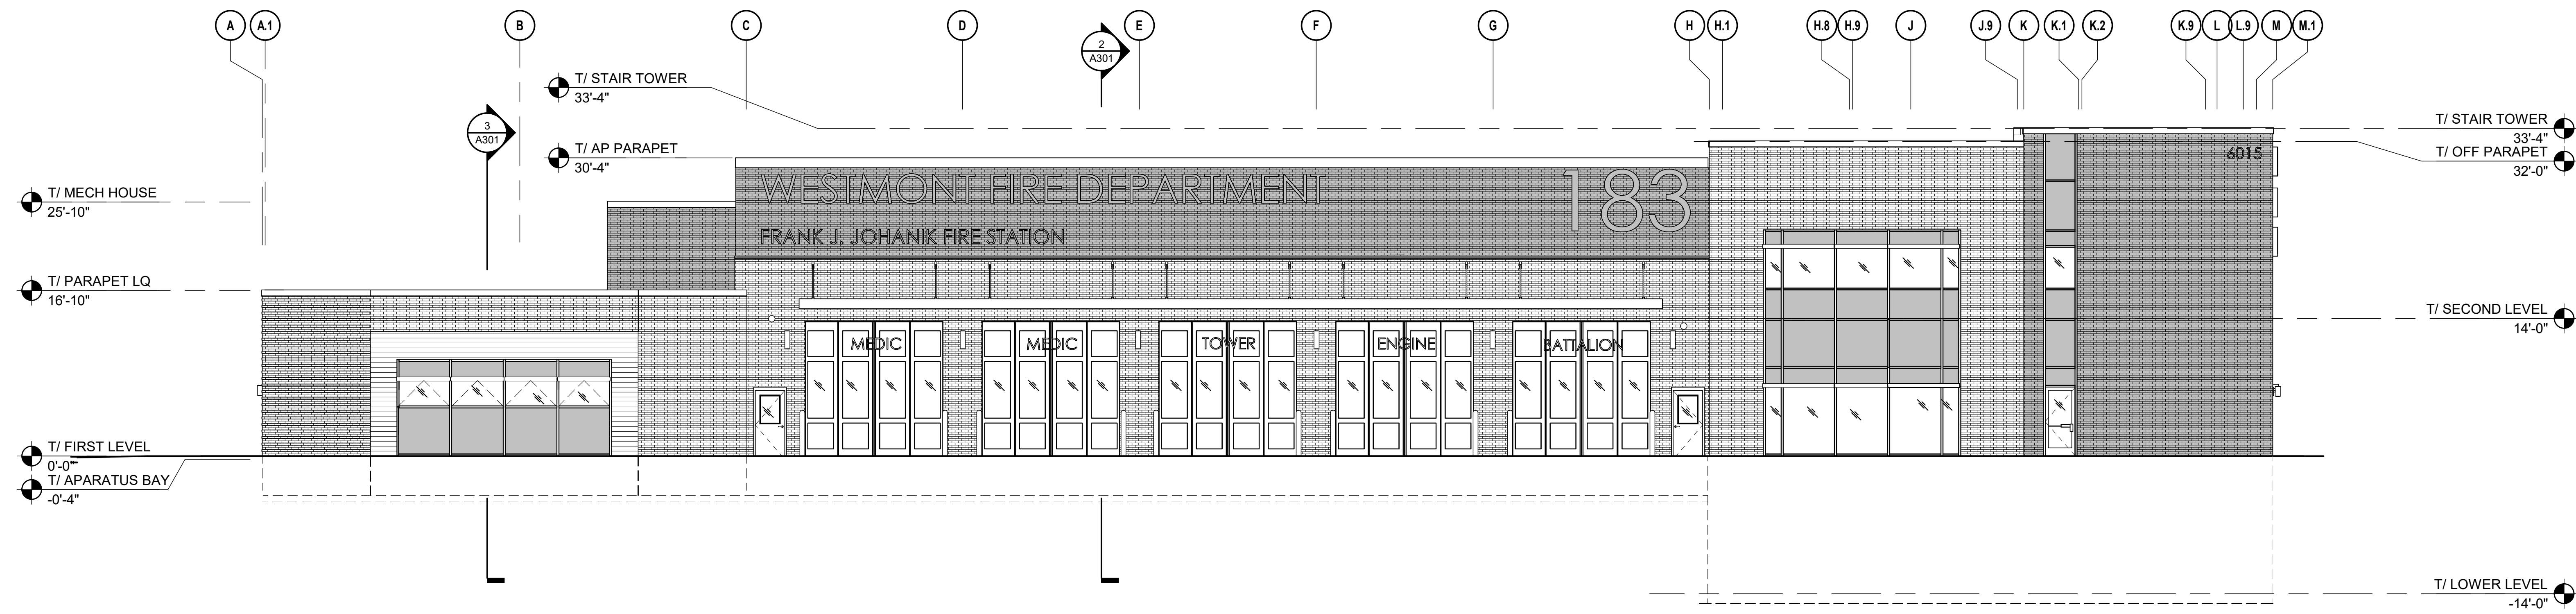 A A.1 B C D E F G H H.1 H.8 H.9 J J.9 K K.1 K.2 K.9 L L.9 M M.1
2
A301
T/ STAIR TOWER
33'-4"
3
A301
T/ STAIR TOWER
33'-4"
T/ AP PARAPET
30'-4"
T/ OFF PARAPET
32'-0"
6015
WESTMONT FIRE DEPARTMENT
183
T/ MECH HOUSE
25'-10"
FRANK J. JOHANIK FIRE STATION
T/ PARAPET LQ
16'-10"
T/ SECOND LEVEL
14'-0"
MEDIC MEDIC TOWER ENGINE BATTALION
T/ FIRST LEVEL
0'-0"
T/ APARATUS BAY
-0'-4"
T/ LOWER LEVEL
-14'-0"